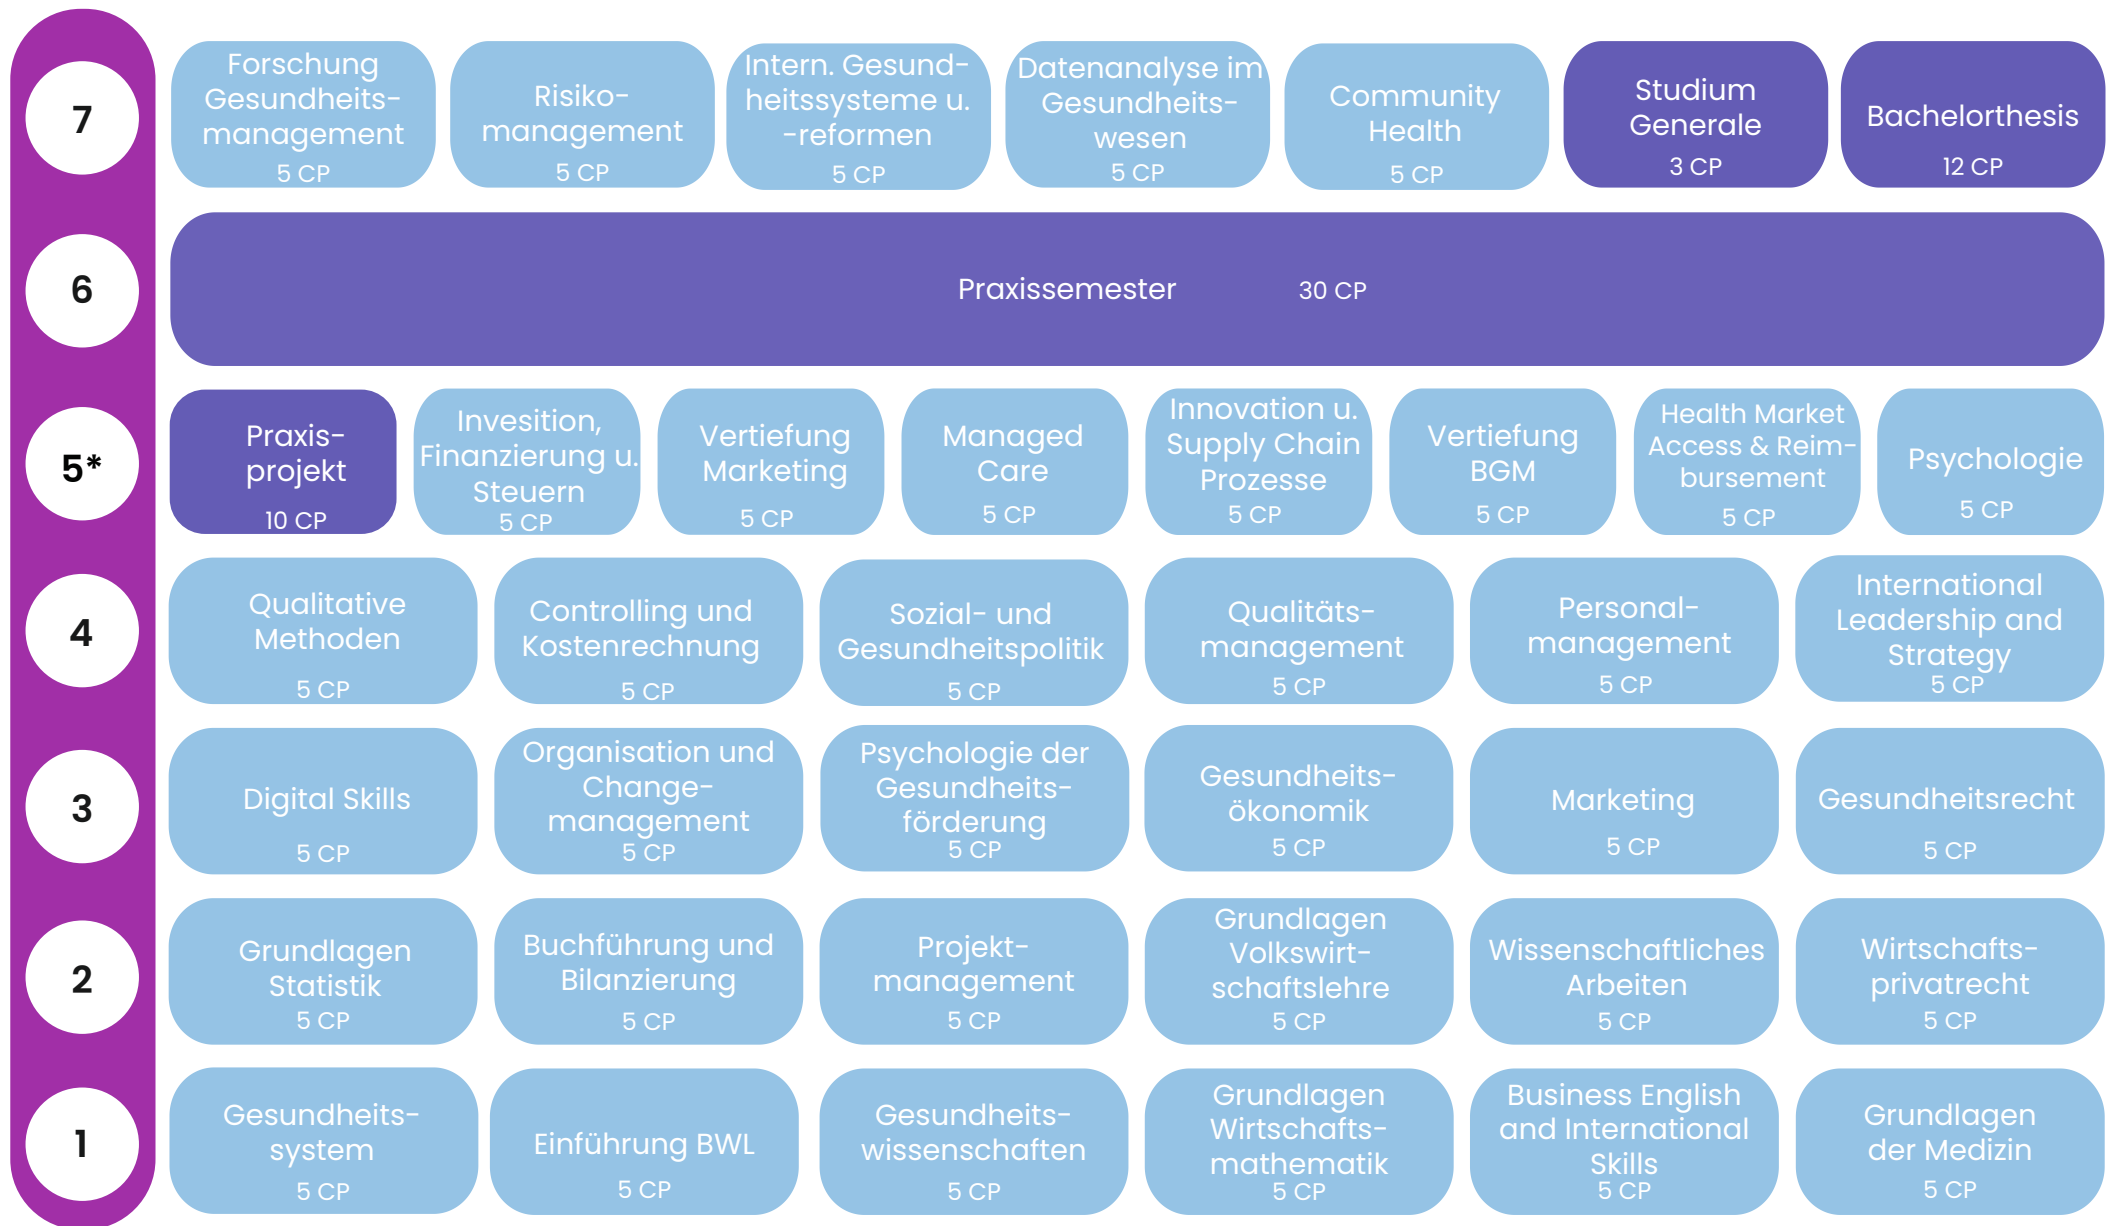 7
Forschung
Gesundheits-
management
5 CP
Risiko-
management
5 CP
Intern. Gesund-
heitssysteme u.
-reformen
5 CP
Datenanalyse im
Gesundheits-
wesen
5 CP
Community
Health
5 CP
Studium
Generale
3 CP
Bachelorthesis
12 CP
6
Praxissemester 30 CP
5*
Praxis-
projekt
10 CP
Invesition,
Finanzierung u.
Steuern
5 CP
Vertiefung
Marketing
5 CP
Managed
Care
5 CP
Innovation u.
Supply Chain
Prozesse
5 CP
Vertiefung
BGM
5 CP
Health Market
Access & Reim-
bursement
5 CP
Psychologie
5 CP
4
Qualitative
Methoden
5 CP
Controlling und
Kostenrechnung
5 CP
Sozial- und
Gesundheitspolitik
5 CP
Qualitäts-
management
5 CP
Personal-
management
5 CP
International
Leadership and
Strategy
5 CP
3
Digital Skills
5 CP
Organisation und
Change-
management
5 CP
Psychologie der
Gesundheits-
förderung
5 CP
Gesundheits-
ökonomik
5 CP
Marketing
5 CP
Gesundheitsrecht
5 CP
2
Grundlagen
Statistik
5 CP
Buchführung und
Bilanzierung
5 CP
Projekt-
management
5 CP
Grundlagen
Volkswirt-
schaftslehre
5 CP
Wissenschaftliches
Arbeiten
5 CP
Wirtschafts-
privatrecht
5 CP
1
Gesundheits-
system
5 CP
Einführung BWL
5 CP
Gesundheits-
wissenschaften
5 CP
Grundlagen
Wirtschafts-
mathematik
5 CP
Business English
and International
Skills
5 CP
Grundlagen
der Medizin
5 CP